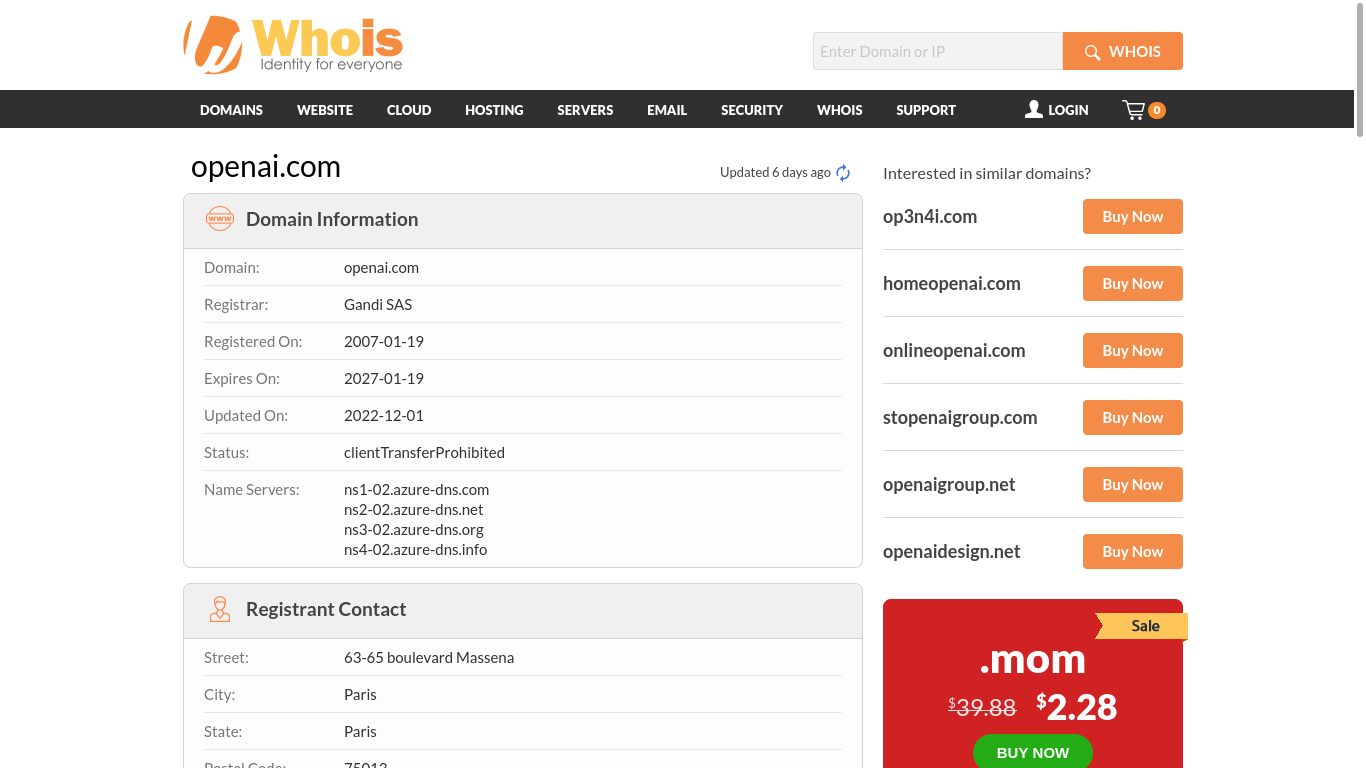 Whois
Identity for everyone
Enter Domain or IP
WHOIS
DOMAINS WEBSITE CLOUD HOSTING SERVERS EMAIL SECURITY WHOIS SUPPORT LOGIN 0
openai.com
Updated 6 days ago
www Domain Information
Domain: openai.com
Registrar: Gandi SAS
Registered On: 2007-01-19
Expires On: 2027-01-19
Updated On: 2022-12-01
Status: clientTransferProhibited
Name Servers: ns1-02.azure-dns.com
ns2-02.azure-dns.net
ns3-02.azure-dns.org
ns4-02.azure-dns.info
Registrant Contact
Street: 63-65 boulevard Massena
City: Paris
State: Paris
Postal Code: 75013
Interested in similar domains?
op3n4i.com Buy Now
homeopenai.com Buy Now
onlineopenai.com Buy Now
stopenaigroup.com Buy Now
openaigroup.net Buy Now
openaidesign.net Buy Now
Sale
.mom
$39.88 $2.28
BUY NOW